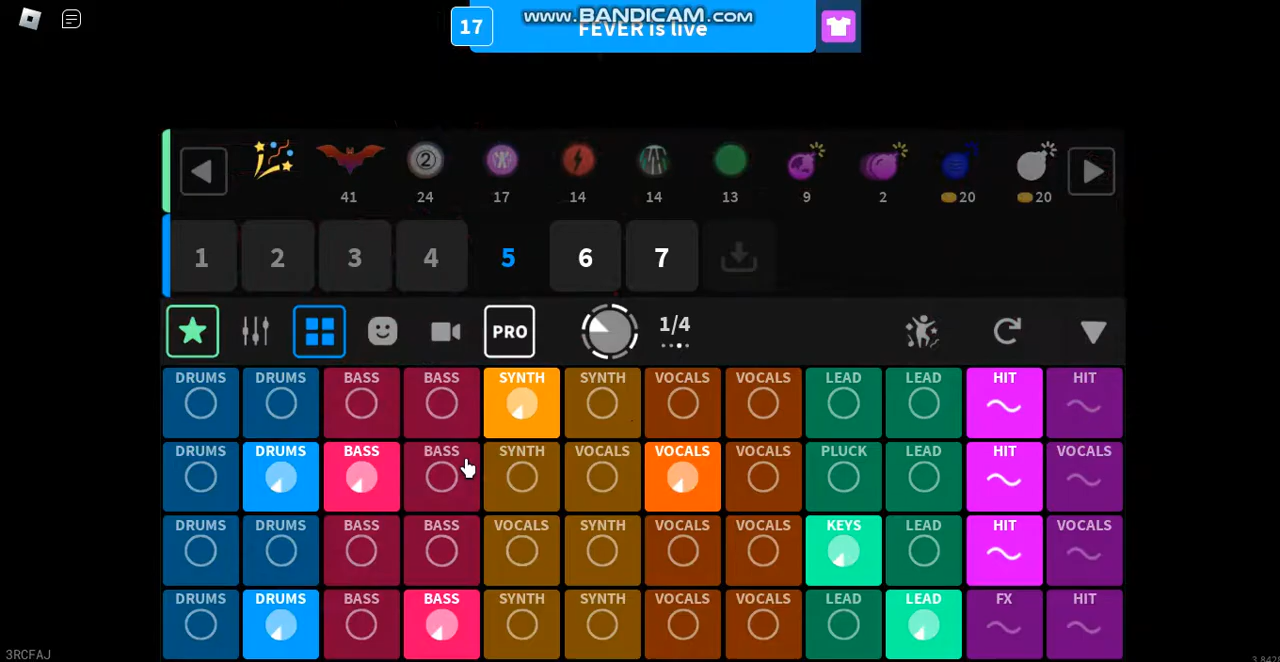 WWW.BANDICAM.COM
17 FEVER is live
2
41 24 17 14 14 13 9 2 20 20
1 2 3 4 5 6 7
PRO 1/4
DRUMS DRUMS BASS BASS SYNTH SYNTH VOCALS VOCALS LEAD LEAD HIT HIT
DRUMS DRUMS BASS BASS SYNTH VOCALS VOCALS VOCALS PLUCK LEAD HIT VOCALS
DRUMS DRUMS BASS BASS VOCALS SYNTH VOCALS VOCALS KEYS LEAD HIT VOCALS
DRUMS DRUMS BASS BASS SYNTH SYNTH VOCALS VOCALS LEAD LEAD FX HIT
3RCFAJ